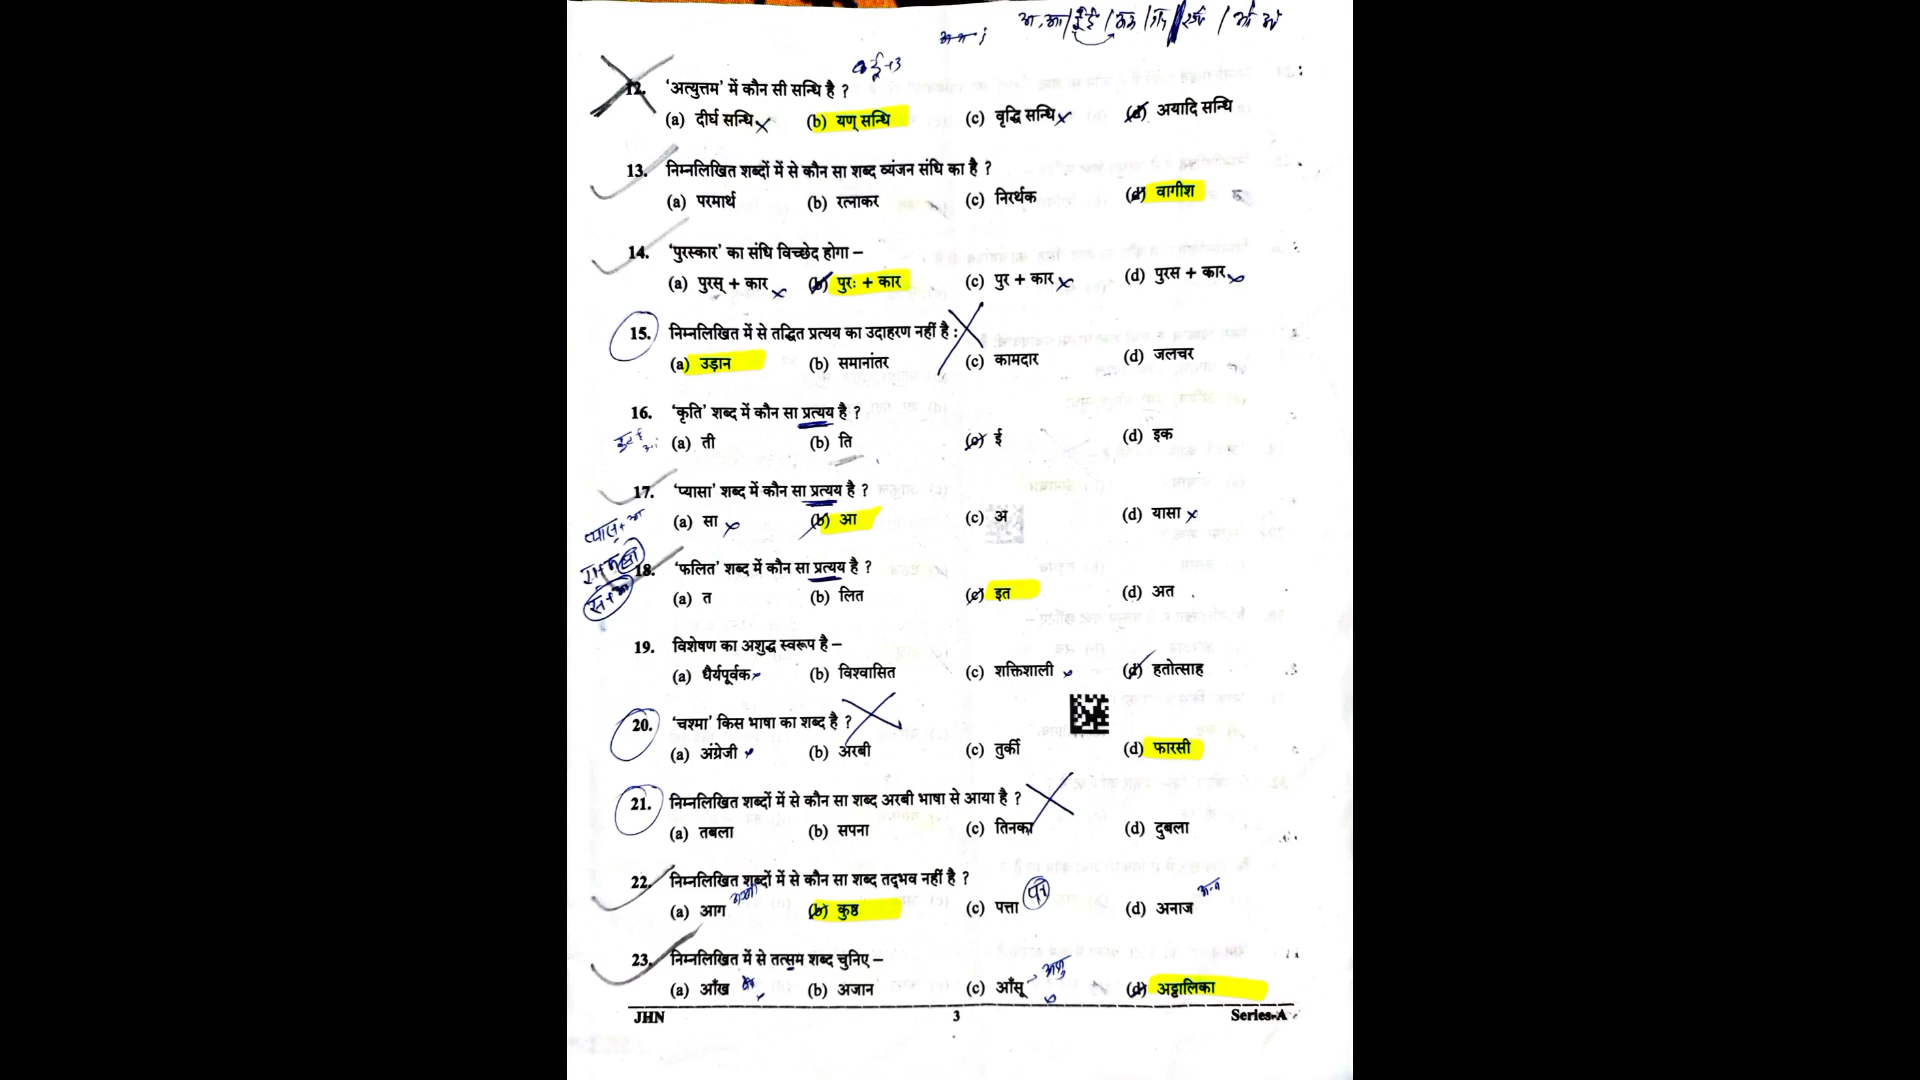 12. 'अत्युत्तम' में कौन सी सन्धि है ?
(a) दीर्घ सन्धि (b) यण् सन्धि (c) वृद्धि सन्धि (d) अयादि सन्धि
13. निम्नलिखित शब्दों में से कौन सा शब्द व्यंजन संधि का है ?
(a) परमार्थ (b) रत्नाकर (c) निरर्थक (d) वागीश
14. 'पुरस्कार' का संधि विच्छेद होगा –
(a) पुरस् + कार (b) पुरः + कार (c) पुर + कार (d) पुरस + कार
15. निम्नलिखित में से तद्धित प्रत्यय का उदाहरण नहीं है :
(a) उड़ान (b) समानांतर (c) कामदार (d) जलचर
16. 'कृति' शब्द में कौन सा प्रत्यय है ?
(a) ती (b) ति (c) ई (d) इक
17. 'प्यासा' शब्द में कौन सा प्रत्यय है ?
(a) सा (b) आ (c) अ (d) यासा
18. 'फलित' शब्द में कौन सा प्रत्यय है ?
(a) त (b) लित (c) इत (d) अत
19. विशेषण का अशुद्ध स्वरूप है –
(a) धैर्यपूर्वक (b) विश्वासित (c) शक्तिशाली (d) हतोत्साह
20. 'चश्मा' किस भाषा का शब्द है ?
(a) अंग्रेजी (b) अरबी (c) तुर्की (d) फारसी
21. निम्नलिखित शब्दों में से कौन सा शब्द अरबी भाषा से आया है ?
(a) तबला (b) सपना (c) तिनका (d) दुबला
22. निम्नलिखित शब्दों में से कौन सा शब्द तद्भव नहीं है ?
(a) आग (b) कुष्ठ (c) पत्ता (d) अनाज
23. निम्नलिखित में से तत्सम शब्द चुनिए –
(a) आँख (b) अजान (c) आँसू (d) अट्टालिका
JHN 3 Series-A